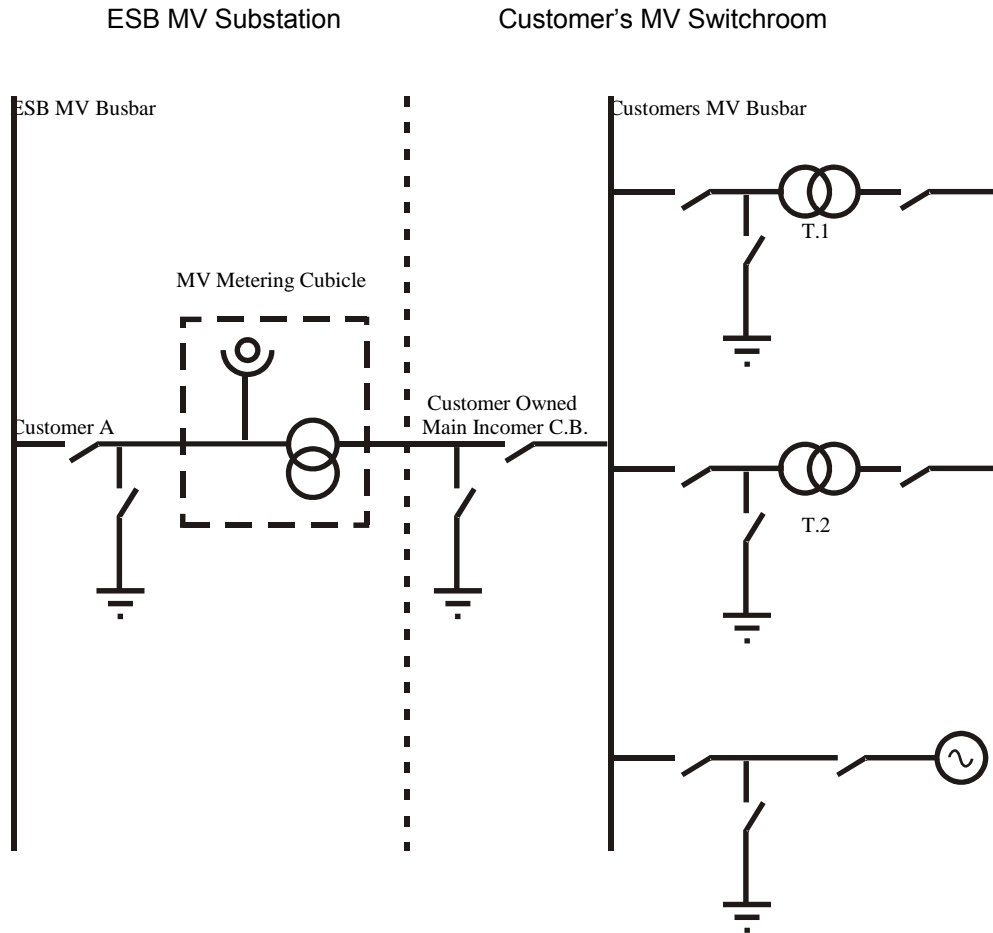 ESB MV Substation
Customer's MV Switchroom
ESB MV Busbar
Customers MV Busbar
T.1
MV Metering Cubicle
Customer A
Customer Owned
Main Incomer C.B.
T.2